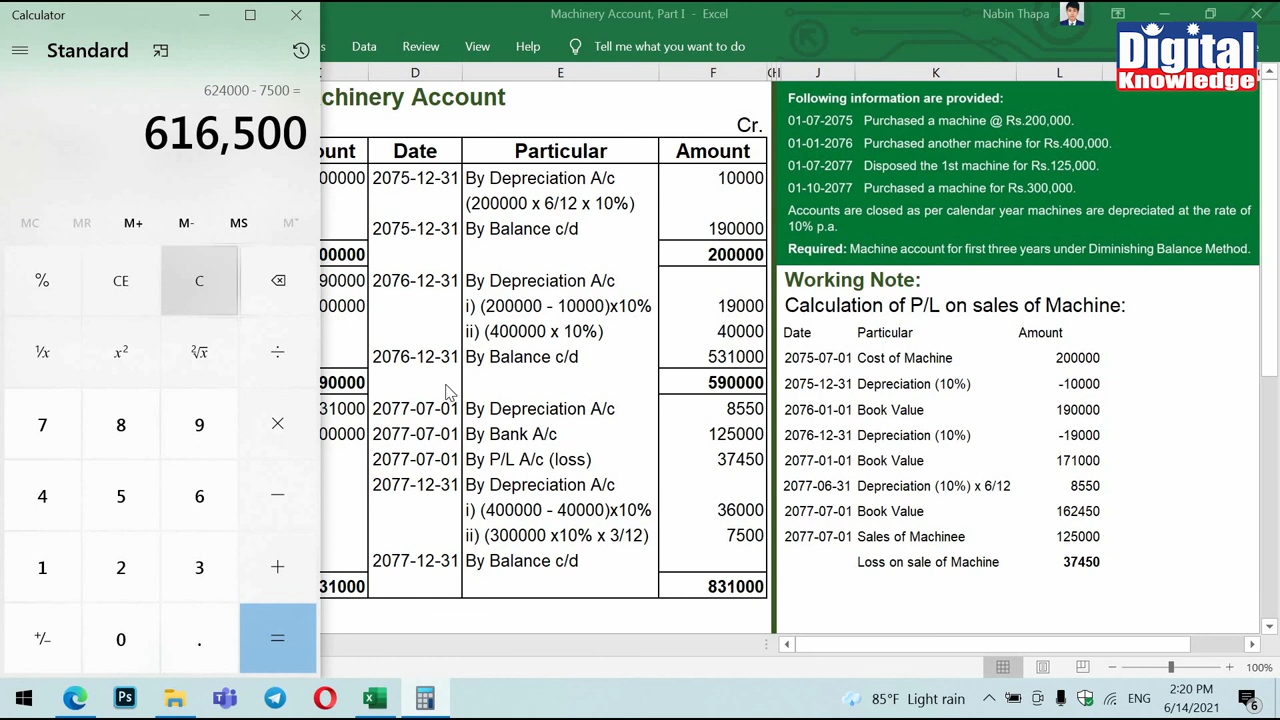 Calculator
Machinery Account, Part I - Excel
Nabin Thapa
Digital
Knowledge
Standard
Data Review View Help Tell me what you want to do
624000 - 7500 =
616,500
MC MR M+ M- MS M˅
% CE C
⅟x x² ²√x ÷
7 8 9 ×
4 5 6 −
1 2 3 +
+/− 0 . =
D E F J K L
chinery Account
Cr.
ount Date Particular Amount
00000 2075-12-31 By Depreciation A/c 10000
(200000 x 6/12 x 10%)
2075-12-31 By Balance c/d 190000
00000 200000
90000 2076-12-31 By Depreciation A/c
00000 i) (200000 - 10000)x10% 19000
ii) (400000 x 10%) 40000
2076-12-31 By Balance c/d 531000
90000 590000
31000 2077-07-01 By Depreciation A/c 8550
00000 2077-07-01 By Bank A/c 125000
2077-07-01 By P/L A/c (loss) 37450
2077-12-31 By Depreciation A/c
i) (400000 - 40000)x10% 36000
ii) (300000 x10% x 3/12) 7500
2077-12-31 By Balance c/d
31000 831000
Following information are provided:
01-07-2075 Purchased a machine @ Rs.200,000.
01-01-2076 Purchased another machine for Rs.400,000.
01-07-2077 Disposed the 1st machine for Rs.125,000.
01-10-2077 Purchased a machine for Rs.300,000.
Accounts are closed as per calendar year machines are depreciated at the rate of
10% p.a.
Required: Machine account for first three years under Diminishing Balance Method.
Working Note:
Calculation of P/L on sales of Machine:
Date Particular Amount
2075-07-01 Cost of Machine 200000
2075-12-31 Depreciation (10%) -10000
2076-01-01 Book Value 190000
2076-12-31 Depreciation (10%) -19000
2077-01-01 Book Value 171000
2077-06-31 Depreciation (10%) x 6/12 8550
2077-07-01 Book Value 162450
2077-07-01 Sales of Machinee 125000
Loss on sale of Machine 37450
100%
85°F Light rain
ENG
2:20 PM
6/14/2021
6